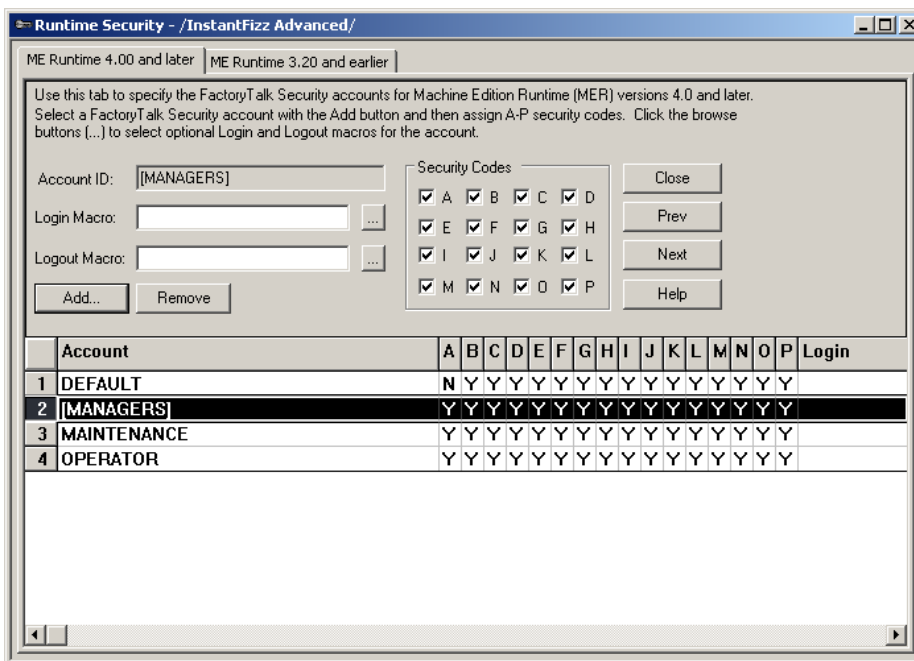 Runtime Security - /InstantFizz Advanced/
ME Runtime 4.00 and later ME Runtime 3.20 and earlier
Use this tab to specify the FactoryTalk Security accounts for Machine Edition Runtime (MER) versions 4.0 and later.
Select a FactoryTalk Security account with the Add button and then assign A-P security codes. Click the browse
buttons (...) to select optional Login and Logout macros for the account.
Account ID: [MANAGERS]
Login Macro: ...
Logout Macro: ...
Add... Remove
Security Codes
A B C D
E F G H
I J K L
M N O P
Close
Prev
Next
Help
Account A B C D E F G H I J K L M N O P Login
1 DEFAULT N Y Y Y Y Y Y Y Y Y Y Y Y Y Y Y
2 [MANAGERS] Y Y Y Y Y Y Y Y Y Y Y Y Y Y Y Y
3 MAINTENANCE Y Y Y Y Y Y Y Y Y Y Y Y Y Y Y Y
4 OPERATOR Y Y Y Y Y Y Y Y Y Y Y Y Y Y Y Y